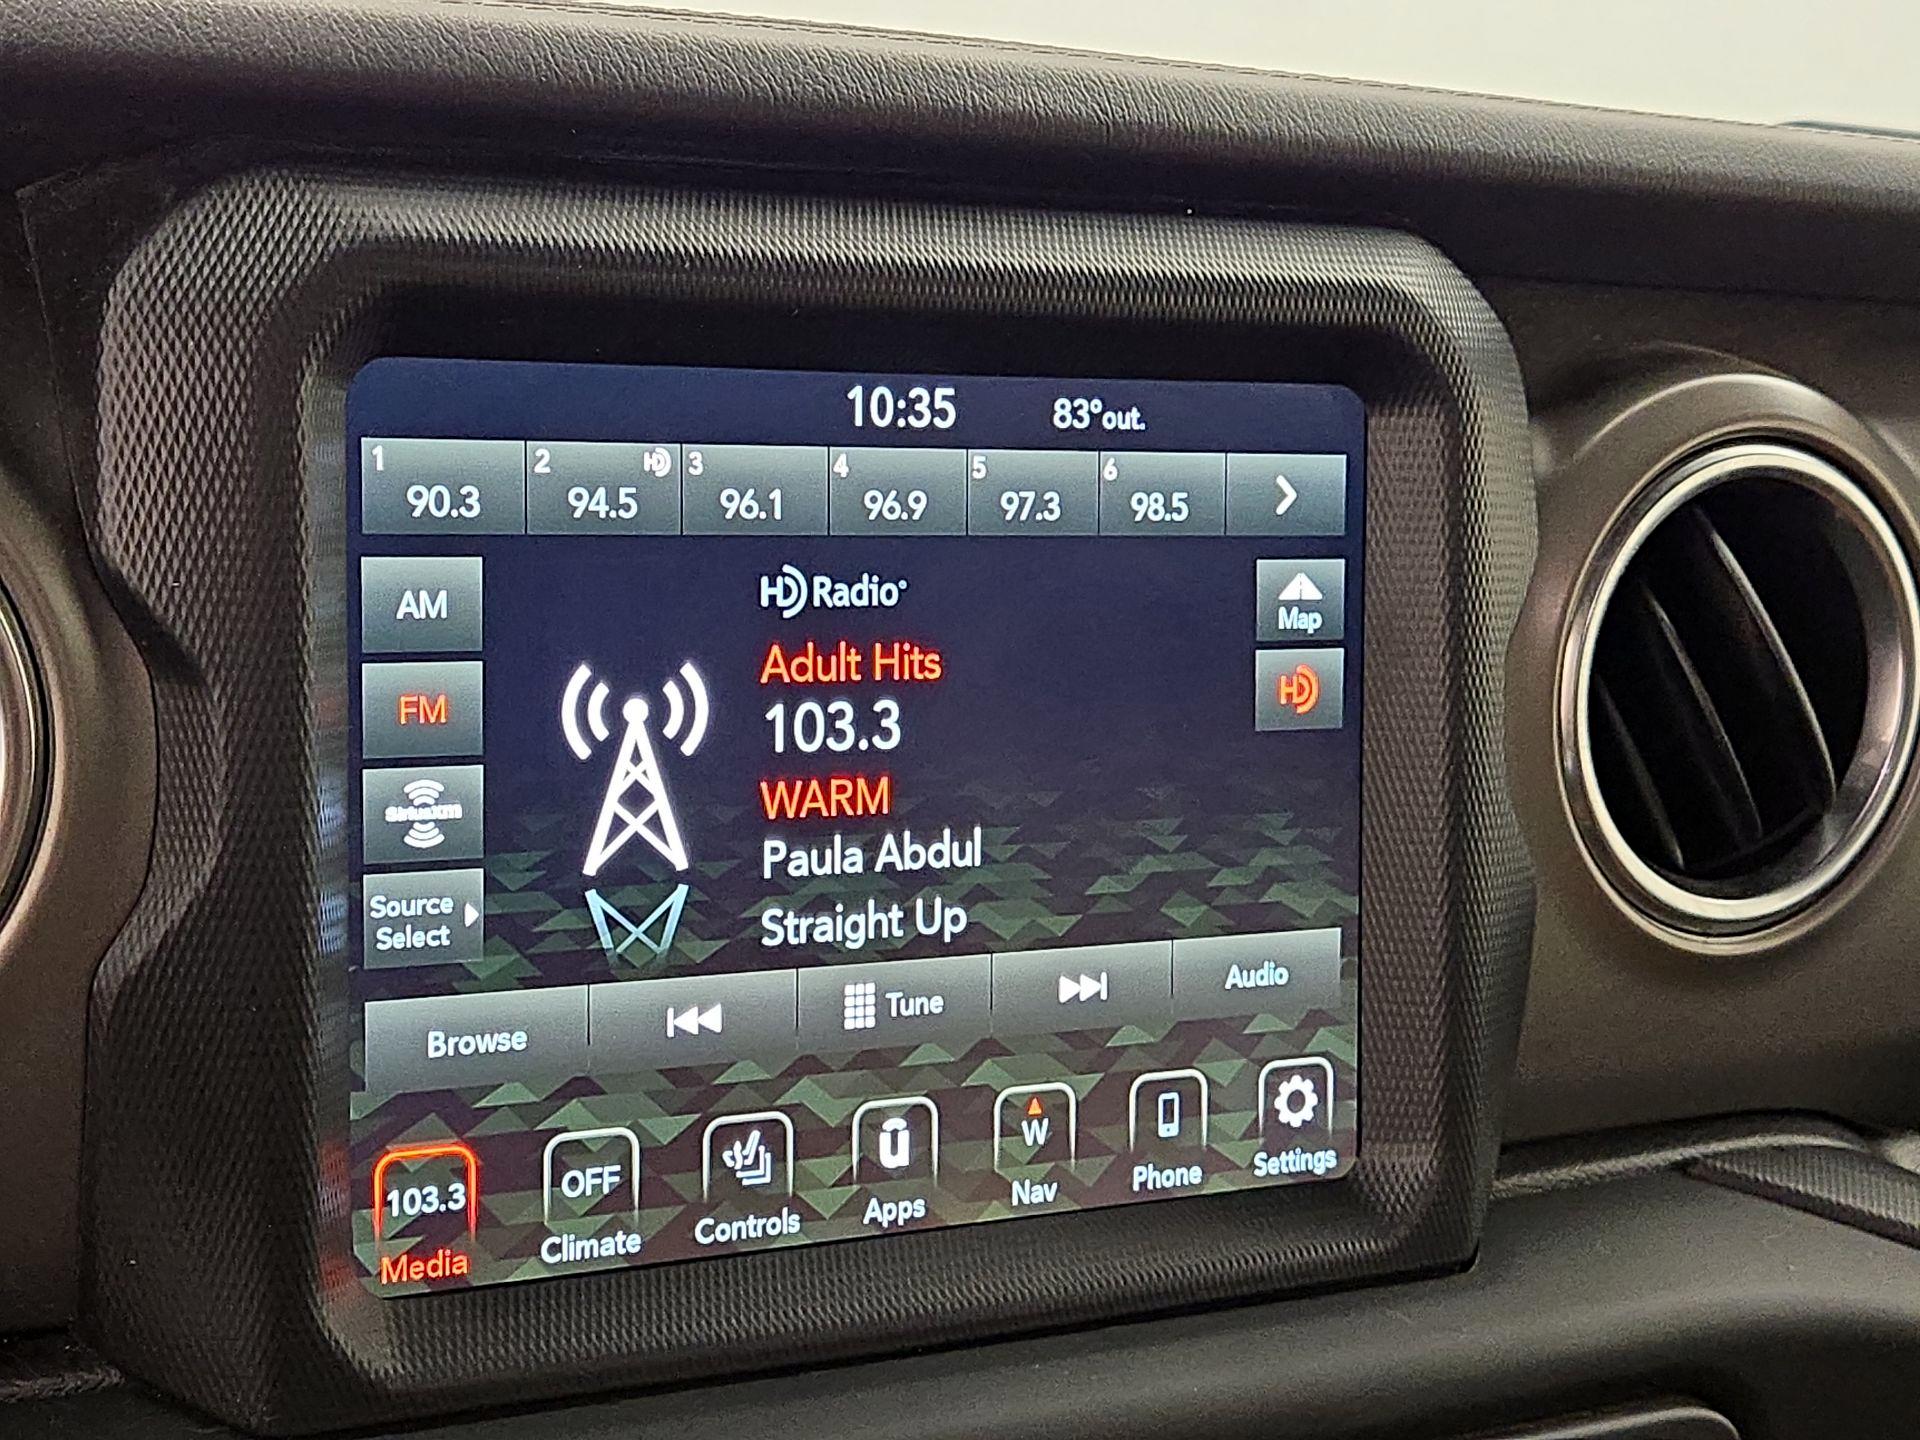 10:35 83°out.
1 2 HD 3 4 5 6
90.3 94.5 96.1 96.9 97.3 98.5
AM
HD Radio
Map
Adult Hits
FM
103.3
HD
WARM
SiriusXM
Paula Abdul
Source
Select
Straight Up
Browse Tune Audio
103.3 OFF W
Media Climate Controls Apps Nav Phone Settings